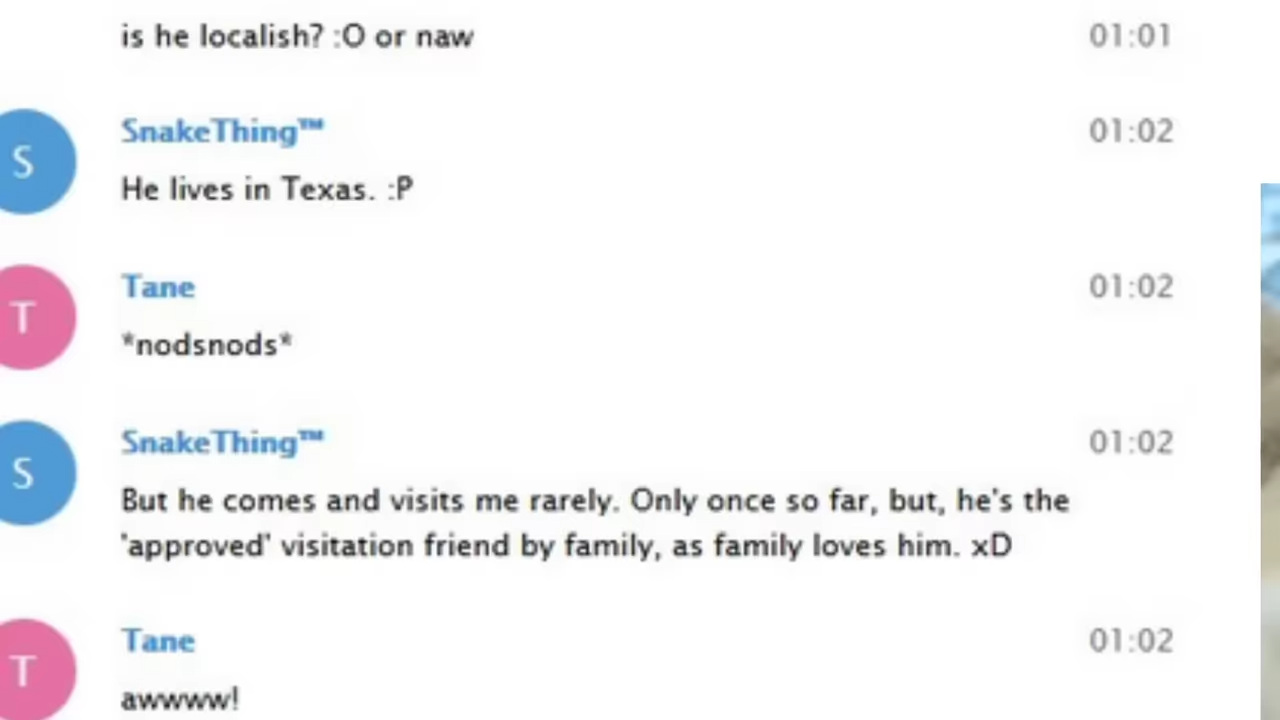 is he localish? :O or naw 01:01
S SnakeThing™ 01:02
He lives in Texas. :P
T Tane 01:02
*nodsnods*
S SnakeThing™ 01:02
But he comes and visits me rarely. Only once so far, but, he's the
'approved' visitation friend by family, as family loves him. xD
T Tane 01:02
awwww!